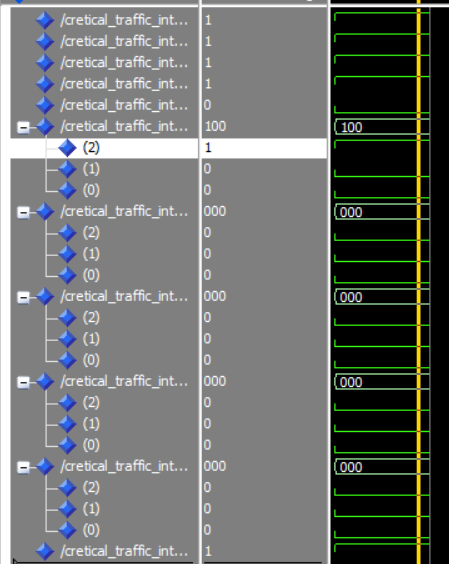 /cretical_traffic_int... 1
/cretical_traffic_int... 1
/cretical_traffic_int... 1
/cretical_traffic_int... 1
/cretical_traffic_int... 0
/cretical_traffic_int... 100 100
(2) 1
(1) 0
(0) 0
/cretical_traffic_int... 000 000
(2) 0
(1) 0
(0) 0
/cretical_traffic_int... 000 000
(2) 0
(1) 0
(0) 0
/cretical_traffic_int... 000 000
(2) 0
(1) 0
(0) 0
/cretical_traffic_int... 000 000
(2) 0
(1) 0
(0) 0
/cretical_traffic_int... 1